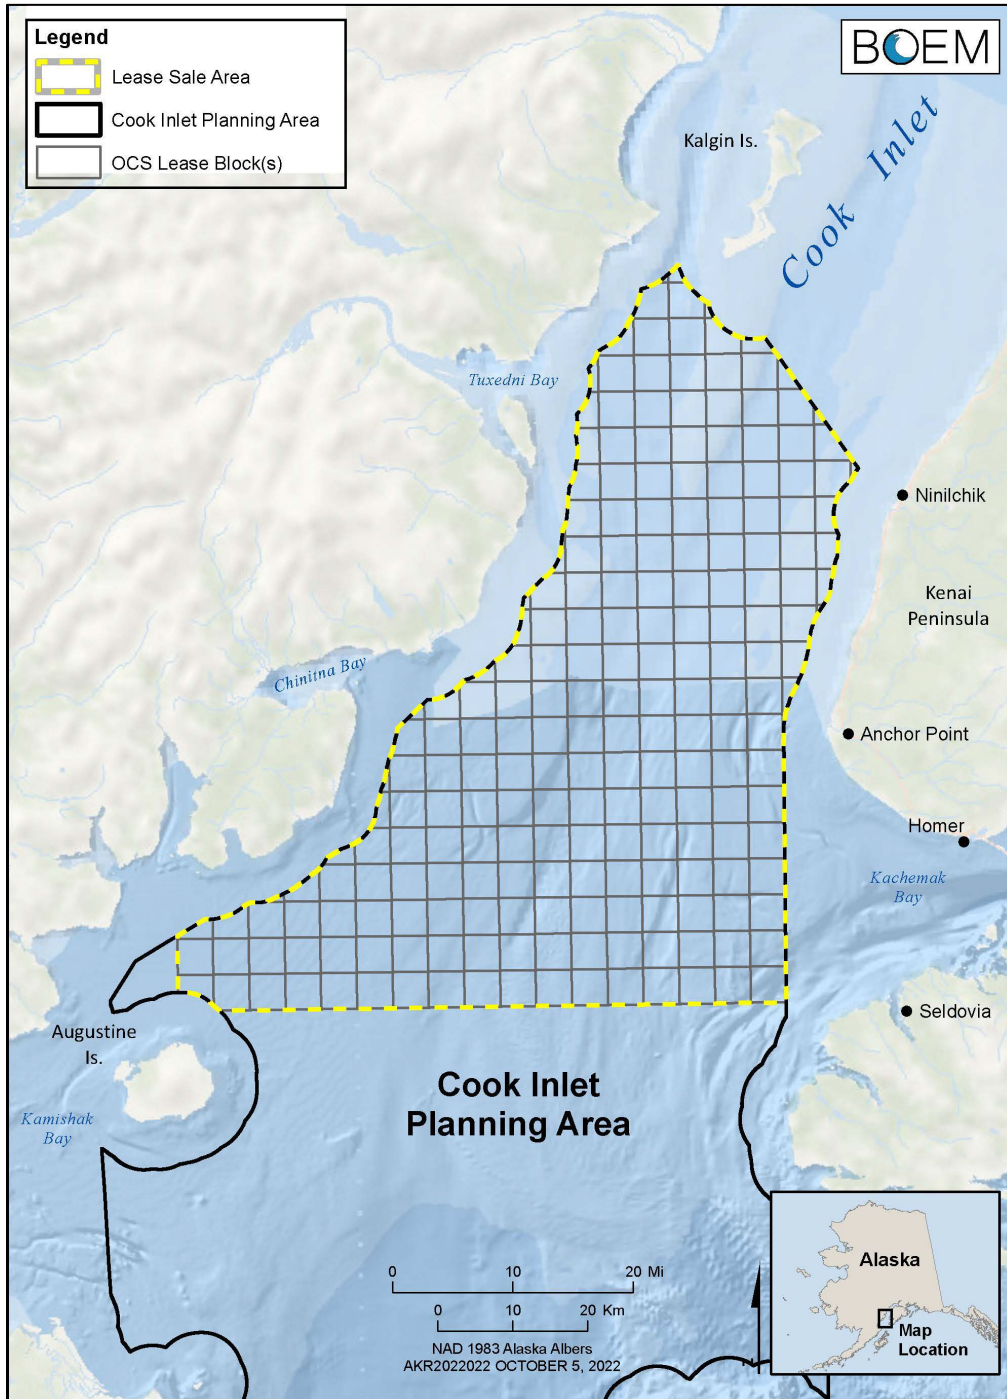 Legend
Lease Sale Area
Cook Inlet Planning Area
OCS Lease Block(s)
BOEM
Kalgin Is.
Cook Inlet
Tuxedni Bay
Ninilchik
Kenai
Peninsula
Chinitna Bay
Anchor Point
Homer
Kachemak
Bay
Seldovia
Augustine
Is.
Cook Inlet
Planning Area
Kamishak
Bay
Alaska
Map
Location
0 10 20 Mi
0 10 20 Km
NAD 1983 Alaska Albers
AKR2022022 OCTOBER 5, 2022